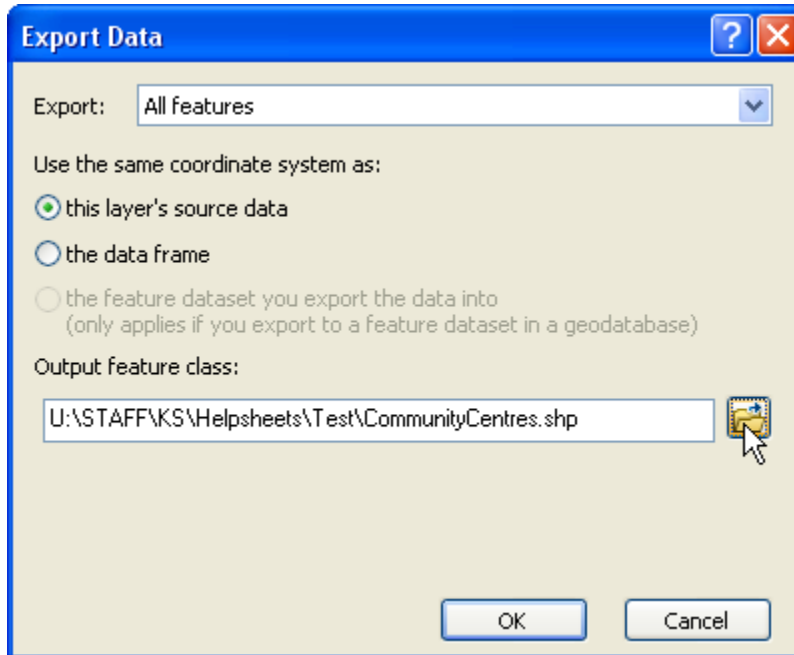 Export Data
Export: All features
Use the same coordinate system as:
this layer's source data
the data frame
the feature dataset you export the data into
(only applies if you export to a feature dataset in a geodatabase)
Output feature class:
U:\STAFF\KS\Helpsheets\Test\CommunityCentres.shp
OK Cancel